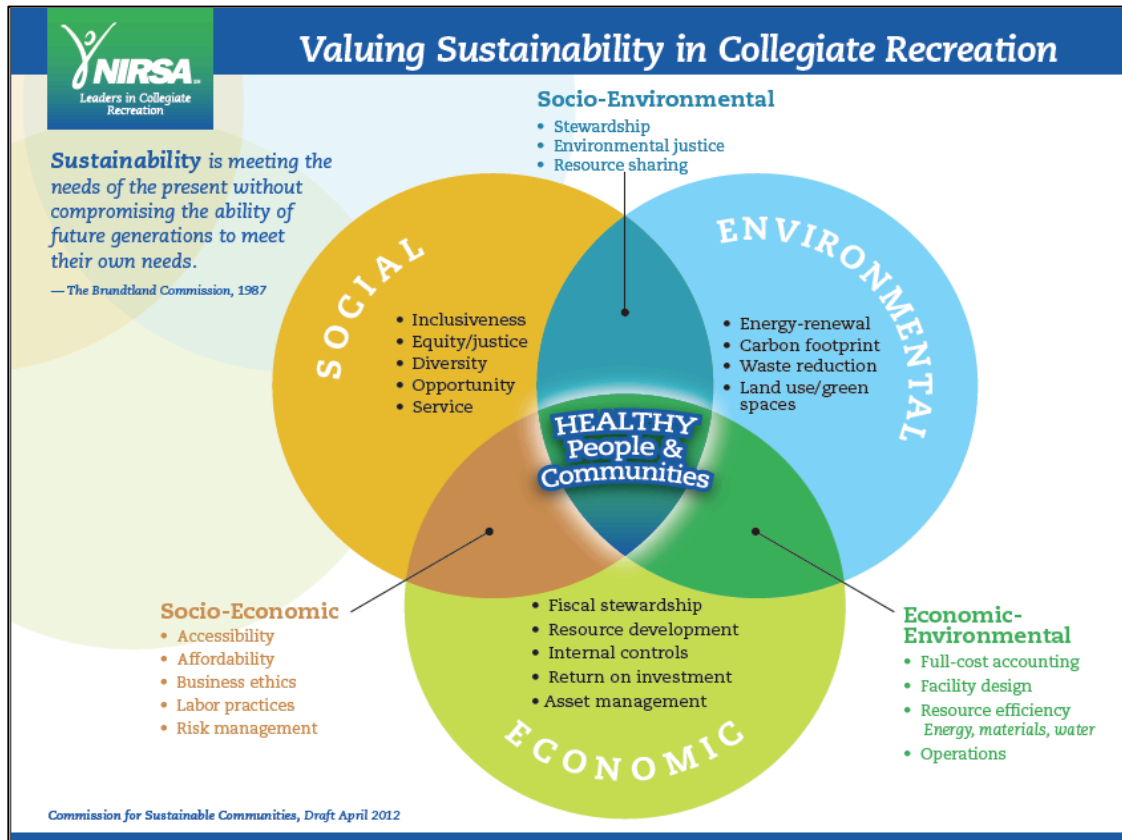 NIRSA
Leaders in Collegiate
Recreation
Valuing Sustainability in Collegiate Recreation
Sustainability is meeting the
needs of the present without
compromising the ability of
future generations to meet
their own needs.
— The Brundtland Commission, 1987
Socio-Environmental
• Stewardship
• Environmental justice
• Resource sharing
SOCIAL
• Inclusiveness
• Equity/justice
• Diversity
• Opportunity
• Service
ENVIRONMENTAL
• Energy-renewal
• Carbon footprint
• Waste reduction
• Land use/green
spaces
HEALTHY
People &
Communities
Socio-Economic
• Accessibility
• Affordability
• Business ethics
• Labor practices
• Risk management
• Fiscal stewardship
• Resource development
• Internal controls
• Return on investment
• Asset management
ECONOMIC
Economic-
Environmental
• Full-cost accounting
• Facility design
• Resource efficiency
Energy, materials, water
• Operations
Commission for Sustainable Communities, Draft April 2012